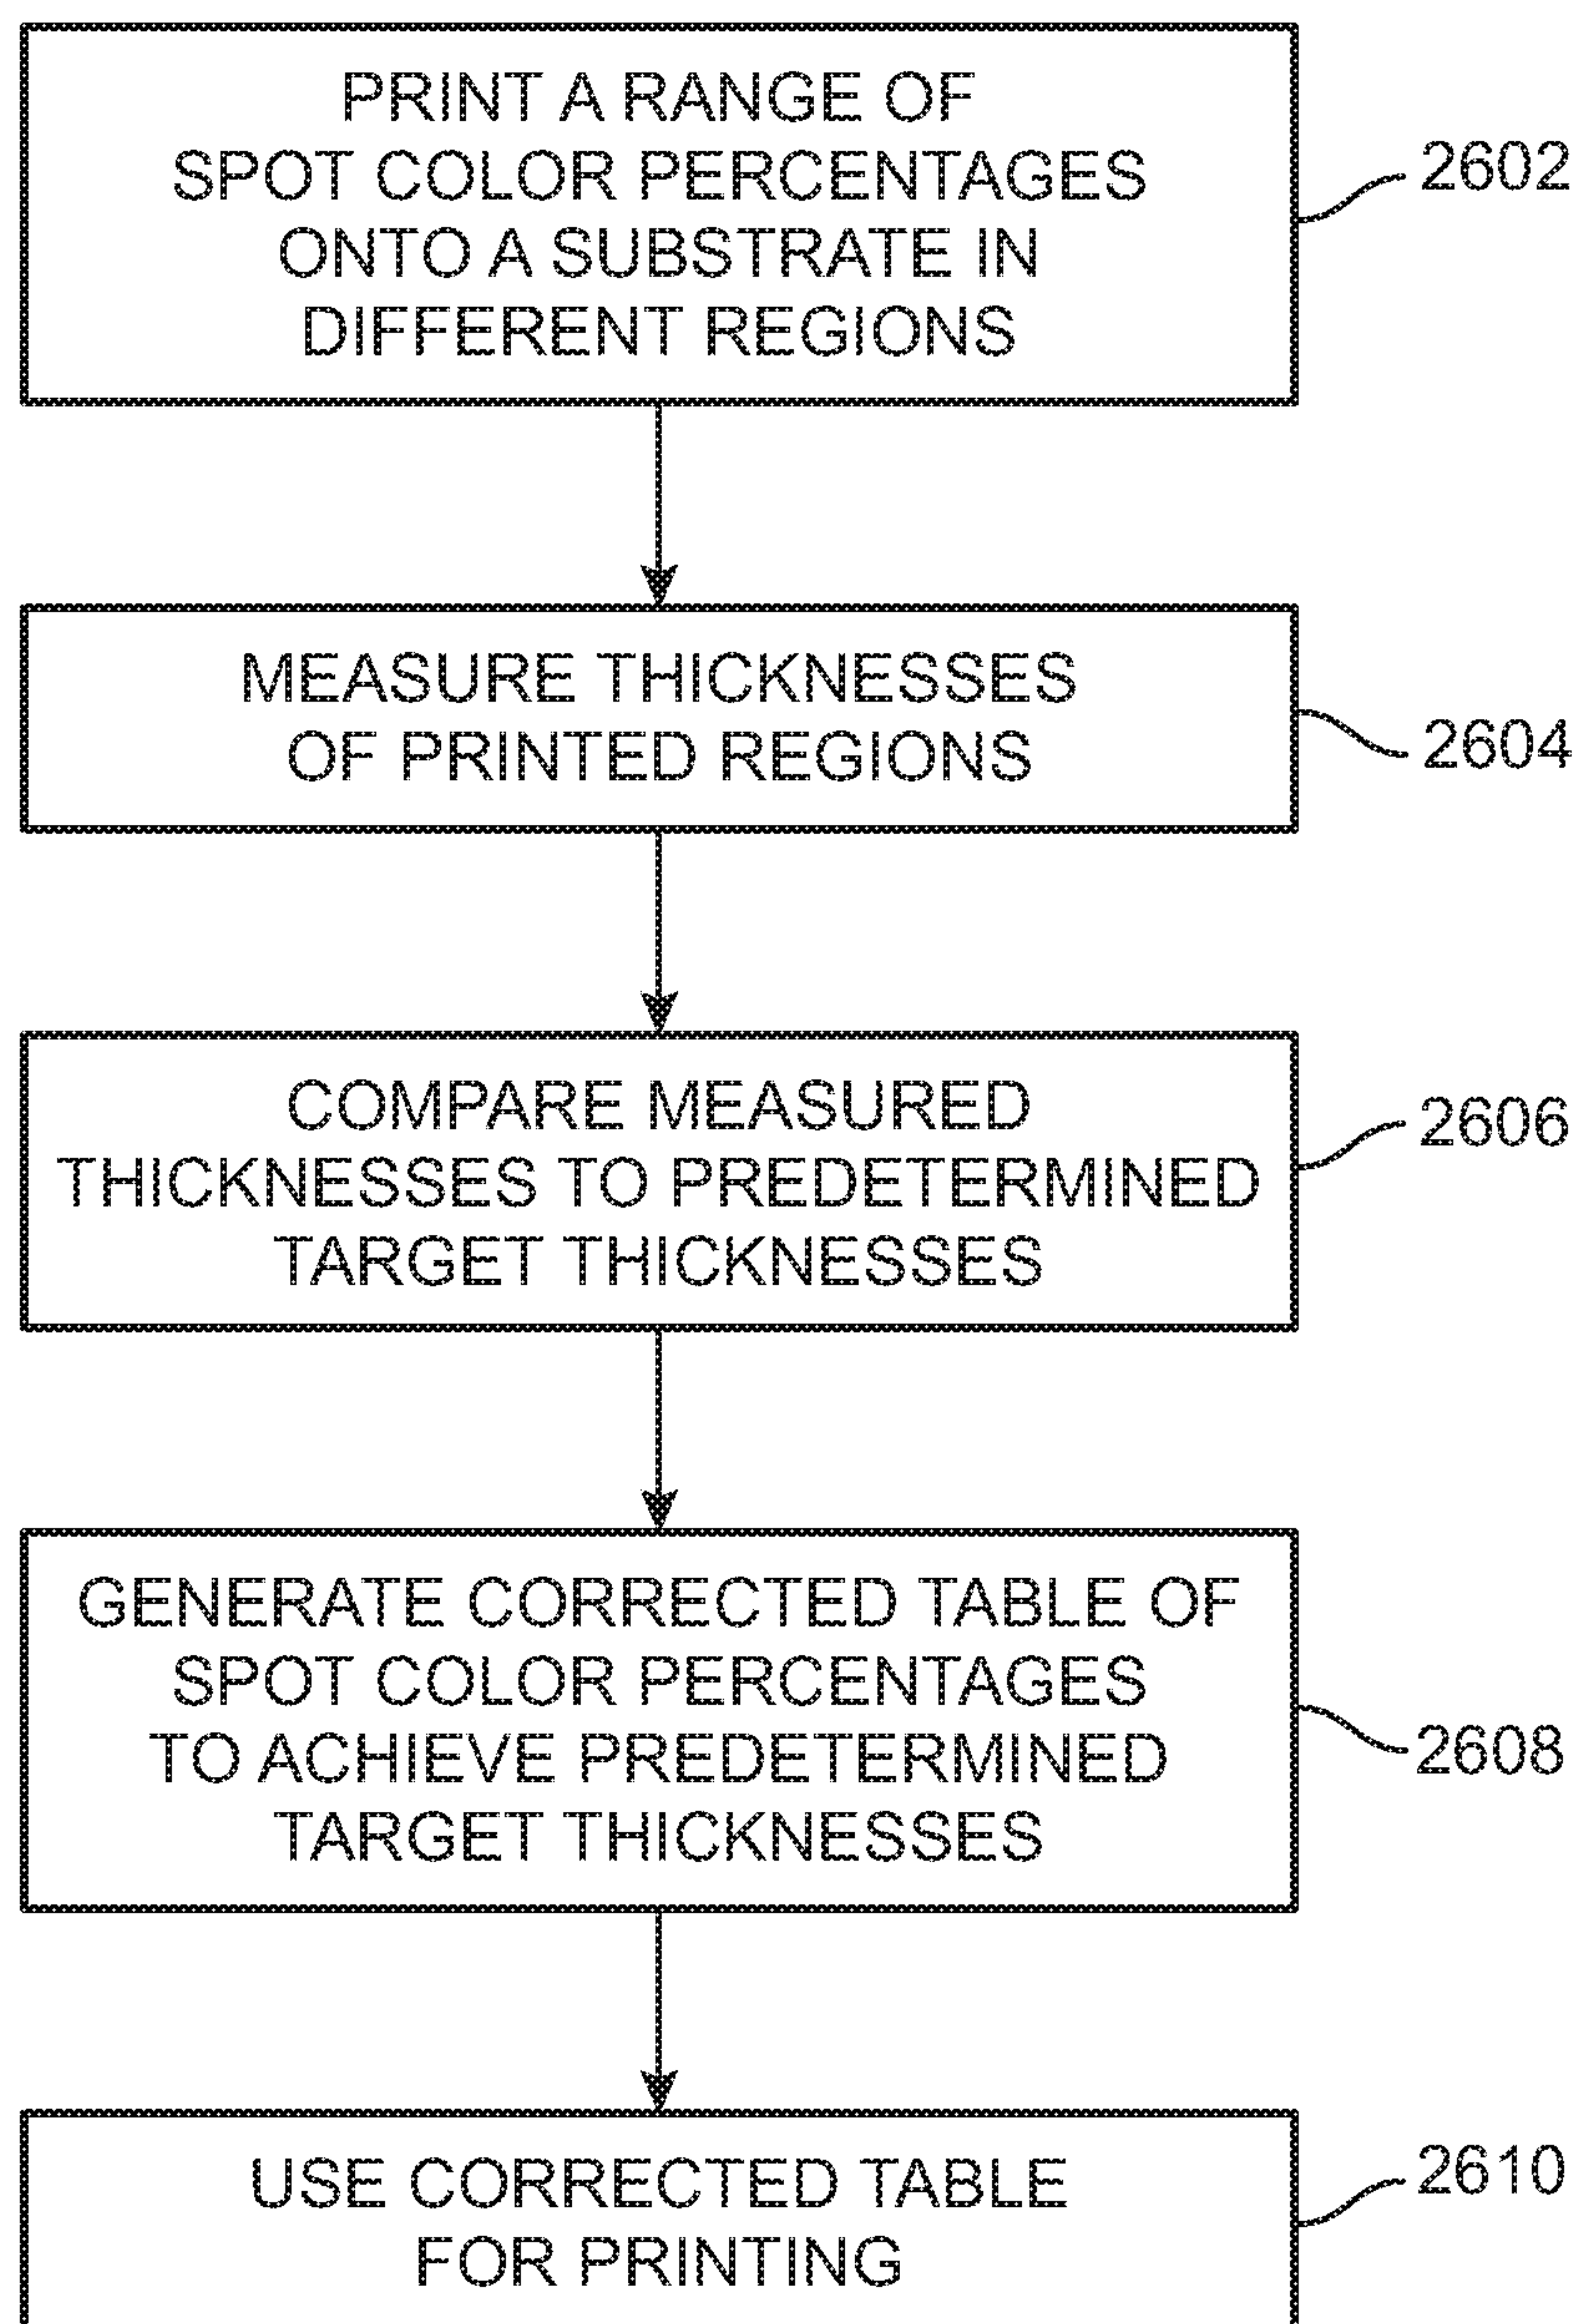 PRINT A RANGE OF
SPOT COLOR PERCENTAGES
ONTO A SUBSTRATE IN
DIFFERENT REGIONS
2602
MEASURE THICKNESSES
OF PRINTED REGIONS
2604
COMPARE MEASURED
THICKNESSES TO PREDETERMINED
TARGET THICKNESSES
2606
GENERATE CORRECTED TABLE OF
SPOT COLOR PERCENTAGES
TO ACHIEVE PREDETERMINED
TARGET THICKNESSES
2608
USE CORRECTED TABLE
FOR PRINTING
2610